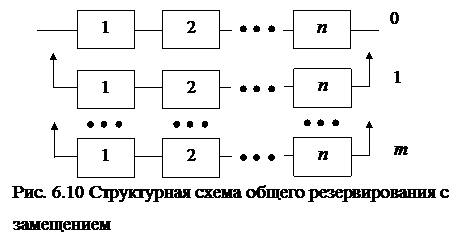 1 2 ••• n 0
1 2 ••• n 1
••• ••• •••
1 2 ••• n m
Рис. 6.10 Структурная схема общего резервирования с
замещением